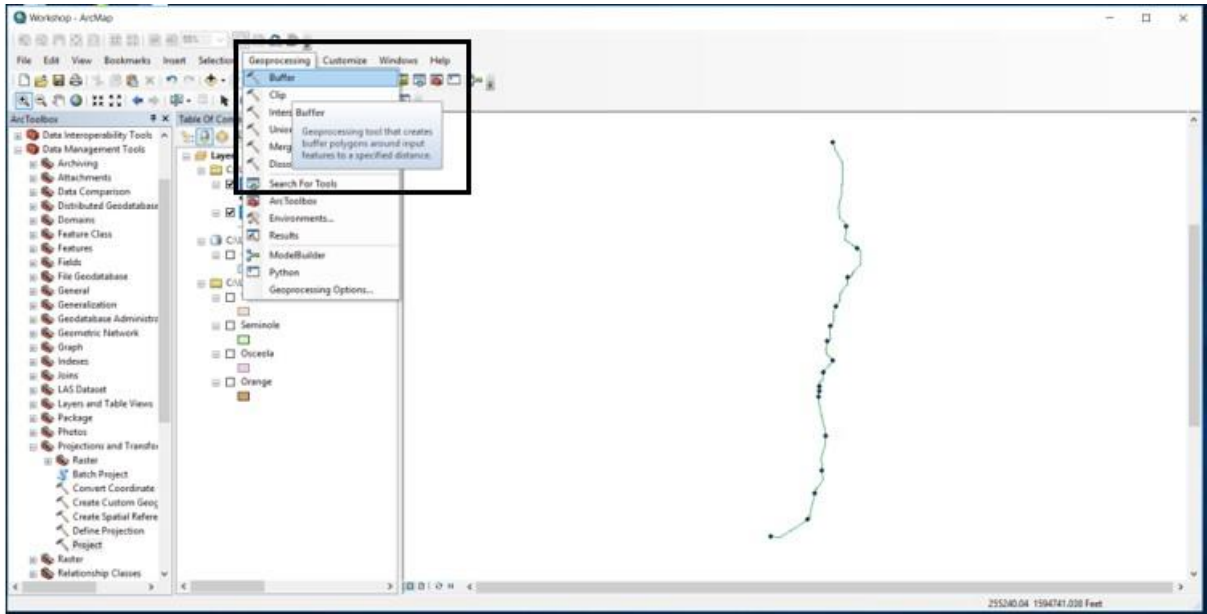 Workshop - ArcMap
File Edit View Bookmarks Insert Selection Geoprocessing Customize Windows Help
Buffer
Clip
Buffer
Geoprocessing tool that creates
buffer polygons around input
features to a specified distance.
Search For Tools
ArcToolbox
Environments...
Results
ModelBuilder
Python
Geoprocessing Options...
ArcToolbox
Data Interoperability Tools
Data Management Tools
Archiving
Attachments
Data Comparison
Distributed Geodatabase
Domains
Feature Class
Features
Fields
File Geodatabase
General
Generalization
Geodatabase Administra
Geometric Network
Graph
Indexes
Joins
LAS Dataset
Layers and Table Views
Package
Photos
Projections and Transfor
Raster
Batch Project
Convert Coordinate
Create Custom Geog
Create Spatial Refere
Define Projection
Project
Raster
Relationship Classes
Table Of Con
Layer
Seminole
Osceola
Orange
255240.04 1594741.038 Feet